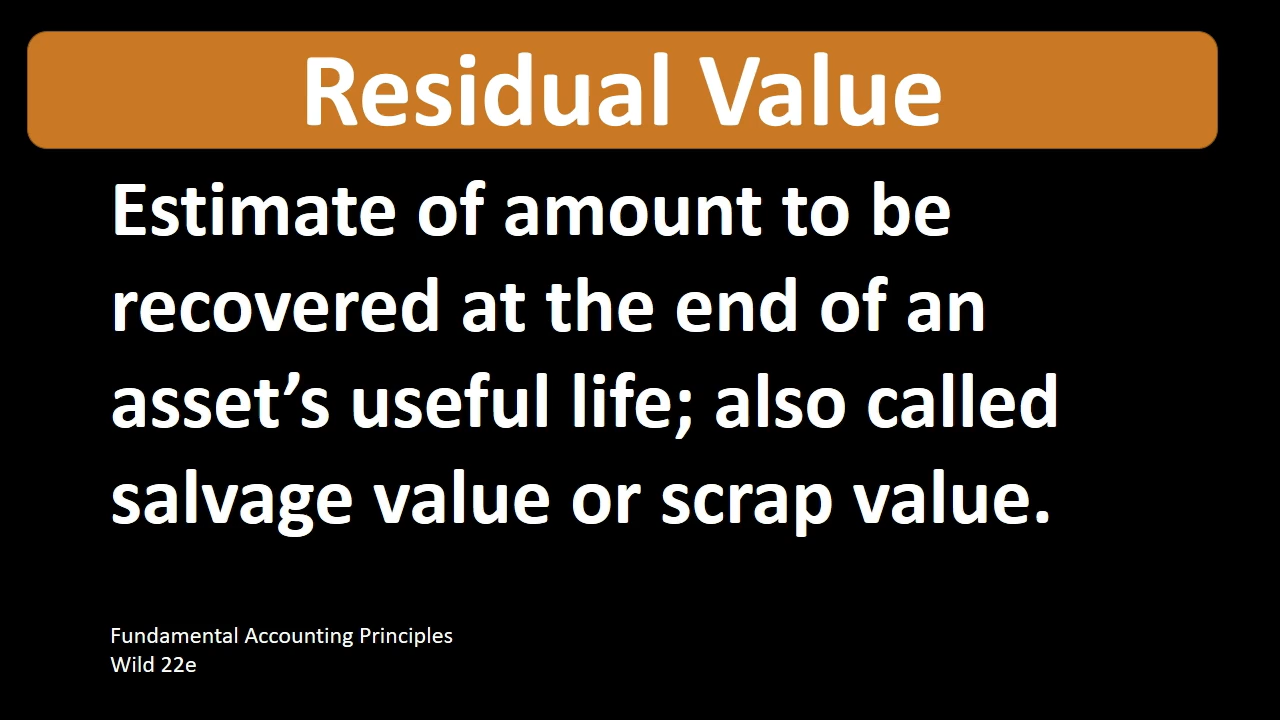 Residual Value
Estimate of amount to be
recovered at the end of an
asset’s useful life; also called
salvage value or scrap value.
Fundamental Accounting Principles
Wild 22e